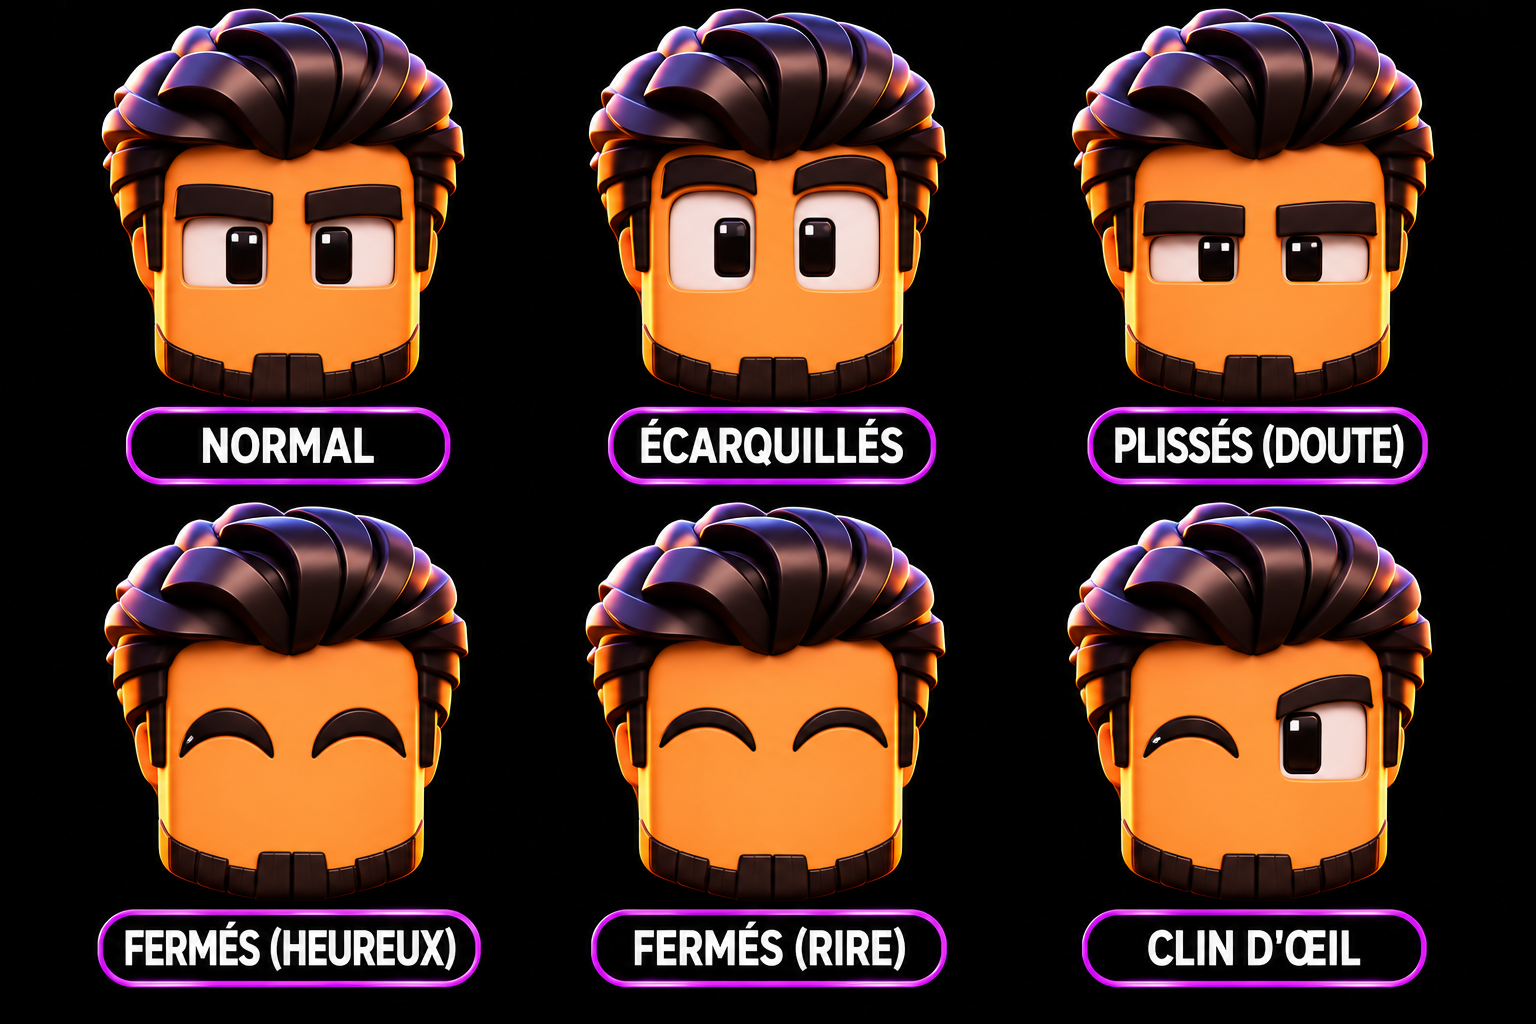 NORMAL
ÉCARQUILLÉS
PLISSÉS (DOUTE)
FERMÉS (HEUREUX)
FERMÉS (RIRE)
CLIN D'ŒIL